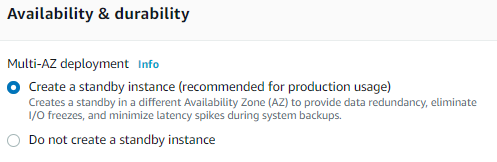 Availability & durability
Multi-AZ deployment Info
Create a standby instance (recommended for production usage)
Creates a standby in a different Availability Zone (AZ) to provide data redundancy, eliminate
I/O freezes, and minimize latency spikes during system backups.
Do not create a standby instance